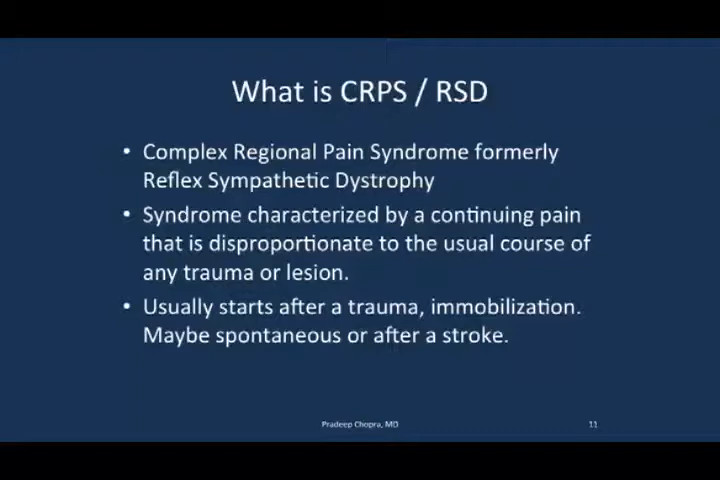 What is CRPS / RSD
• Complex Regional Pain Syndrome formerly
Reflex Sympathetic Dystrophy
• Syndrome characterized by a continuing pain
that is disproportionate to the usual course of
any trauma or lesion.
• Usually starts after a trauma, immobilization.
Maybe spontaneous or after a stroke.
Pradeep Chopra, MD
11